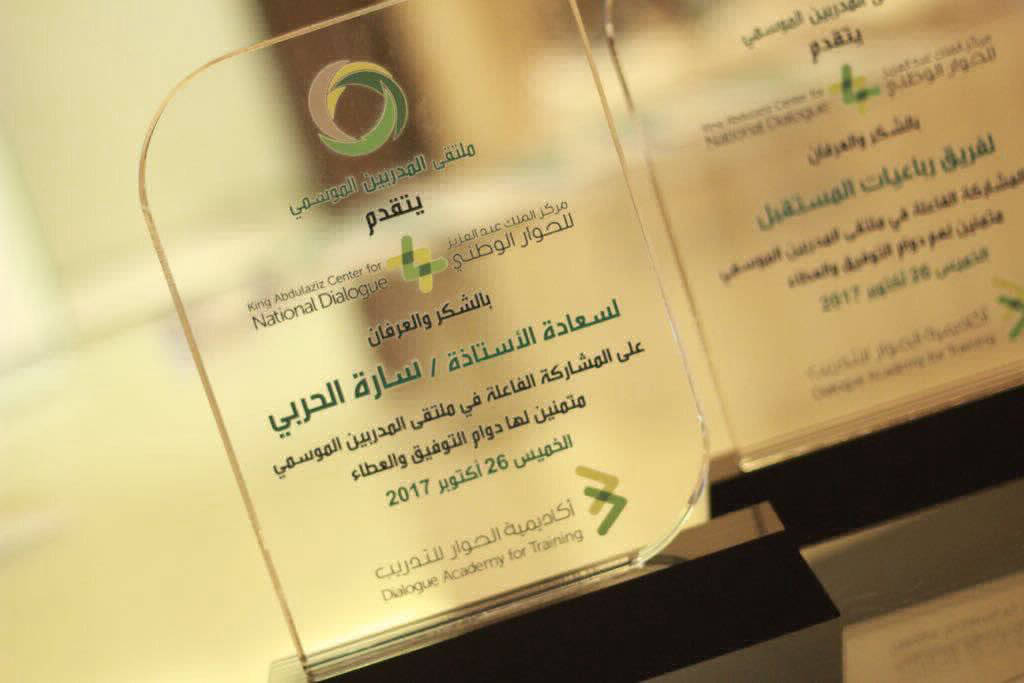 ملتقى المدربين الموسمي
يتقدم
مركز الملك عبدالعزيز
للحوار الوطني
King Abdulaziz Center for
National Dialogue
بالشكر والعرفان
لسعادة الأستاذة / سارة الحربي
على المشاركة الفاعلة في ملتقى المدربين الموسمي
متمنين لها دوام التوفيق والعطاء
الخميس 26 أكتوبر 2017
أكاديمية الحوار للتدريب
Dialogue Academy for Training
المدربين الموسمي
يتقدم
مركز الملك عبدالعزيز
للحوار الوطني
King Abdulaziz Center for
National Dialogue
بالشكر والعرفان
لفريق رباعيات المستقبل
المشاركة الفاعلة في ملتقى المدربين الموسمي
متمنين لهم دوام التوفيق والعطاء
الخميس 26 أكتوبر 2017
أكاديمية الحوار للتدريب
Dialogue Academy for Training